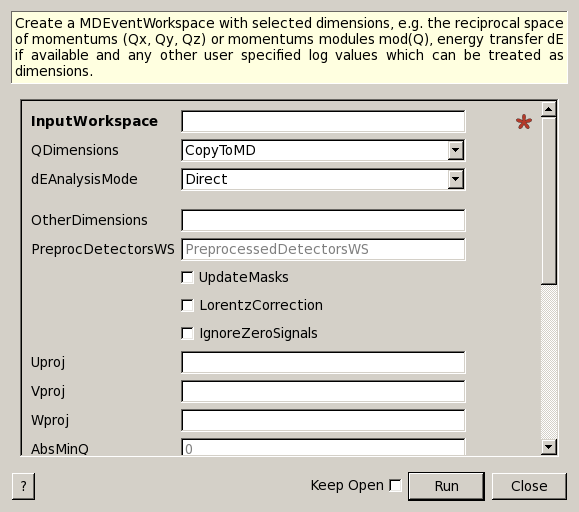 Create a MDEventWorkspace with selected dimensions, e.g. the reciprocal space
of momentums (Qx, Qy, Qz) or momentums modules mod(Q), energy transfer dE
if available and any other user specified log values which can be treated as
dimensions.
InputWorkspace
*
QDimensions CopyToMD
dEAnalysisMode Direct
OtherDimensions
PreprocDetectorsWS PreprocessedDetectorsWS
UpdateMasks
LorentzCorrection
IgnoreZeroSignals
Uproj
Vproj
Wproj
AbsMinQ 0
? Keep Open Run Close